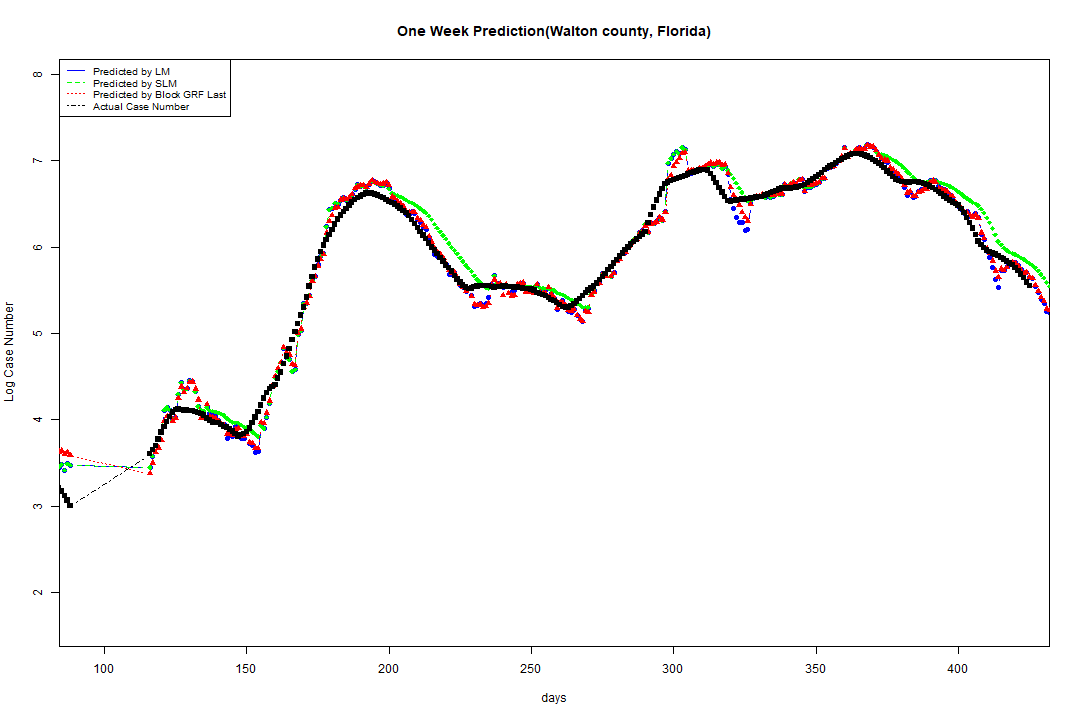 One Week Prediction(Walton county, Florida)
Predicted by LM
Predicted by SLM
Predicted by Block GRF Last
Actual Case Number
8
7
6
5
4
3
2
Log Case Number
100 150 200 250 300 350 400
days